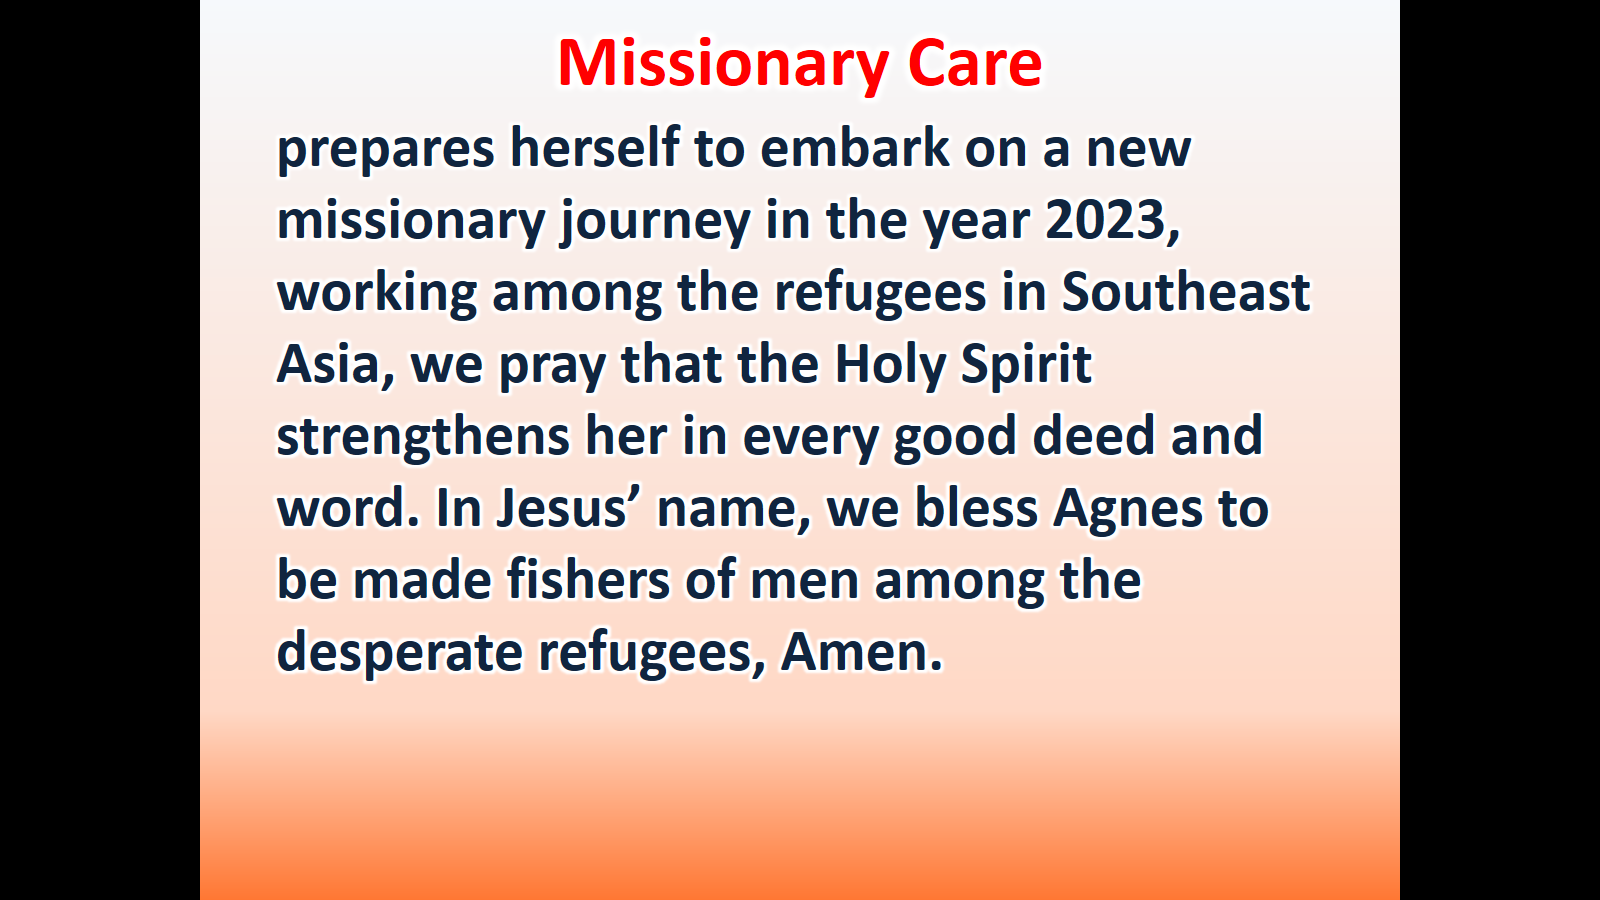 Missionary Care
prepares herself to embark on a new
missionary journey in the year 2023,
working among the refugees in Southeast
Asia, we pray that the Holy Spirit
strengthens her in every good deed and
word. In Jesus’ name, we bless Agnes to
be made fishers of men among the
desperate refugees, Amen.